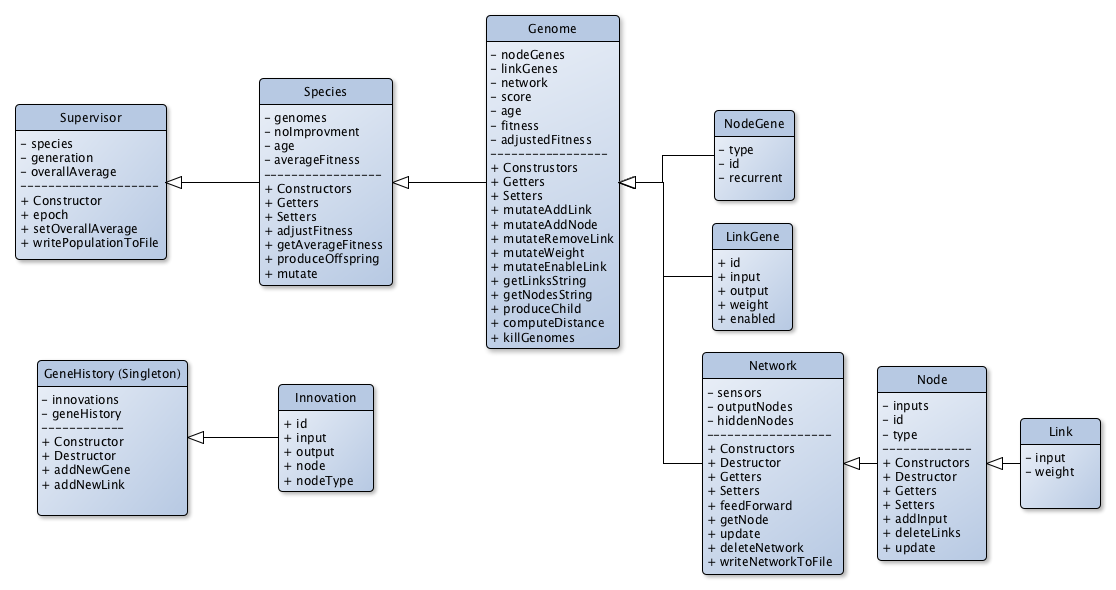 Supervisor
– species
– generation
– overallAverage
––––––––––––––––––––
+ Constructor
+ epoch
+ setOverallAverage
+ writePopulationToFile
Species
– genomes
– noImprovment
– age
– averageFitness
–––––––––––––––––
+ Constructors
+ Getters
+ Setters
+ adjustFitness
+ getAverageFitness
+ produceOffspring
+ mutate
Genome
– nodeGenes
– linkGenes
– network
– score
– age
– fitness
– adjustedFitness
–––––––––––––––––
+ Construstors
+ Getters
+ Setters
+ mutateAddLink
+ mutateAddNode
+ mutateRemoveLink
+ mutateWeight
+ mutateEnableLink
+ getLinksString
+ getNodesString
+ produceChild
+ computeDistance
+ killGenomes
NodeGene
– type
– id
– recurrent
LinkGene
+ id
+ input
+ output
+ weight
+ enabled
GeneHistory (Singleton)
– innovations
– geneHistory
––––––––––––
+ Constructor
+ Destructor
+ addNewGene
+ addNewLink
Innovation
+ id
+ input
+ output
+ node
+ nodeType
Network
– sensors
– outputNodes
– hiddenNodes
––––––––––––––––––
+ Constructors
+ Destructor
+ Getters
+ Setters
+ feedForward
+ getNode
+ update
+ deleteNetwork
+ writeNetworkToFile
Node
– inputs
– id
– type
–––––––––––––
+ Constructors
+ Destructor
+ Getters
+ Setters
+ addInput
+ deleteLinks
+ update
Link
– input
– weight